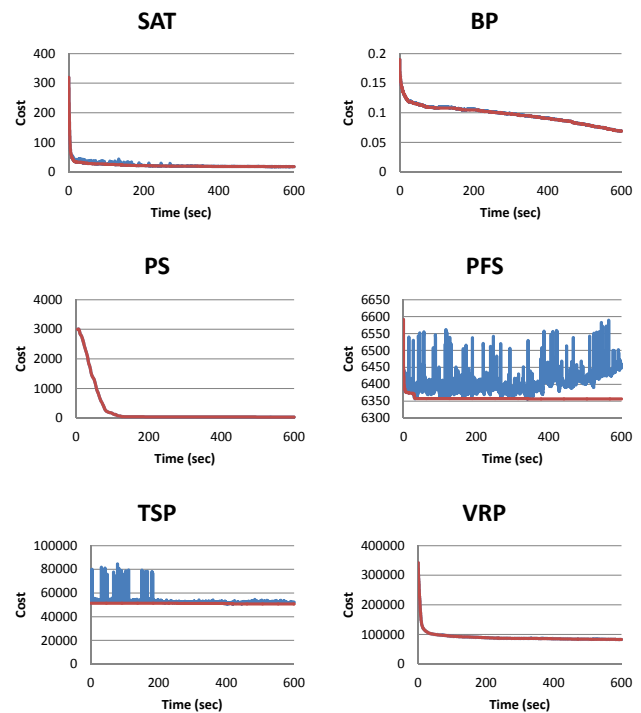 SAT
400
300
200
100
0
0 200 400 600
Cost
Time (sec)
BP
0.2
0.15
0.1
0.05
0
0 200 400 600
Cost
Time (sec)
PS
4000
3000
2000
1000
0
0 200 400 600
Cost
Time (sec)
PFS
6650
6600
6550
6500
6450
6400
6350
6300
0 200 400 600
Cost
Time (sec)
TSP
100000
80000
60000
40000
20000
0
0 200 400 600
Cost
Time (sec)
VRP
400000
300000
200000
100000
0
0 200 400 600
Cost
Time (sec)